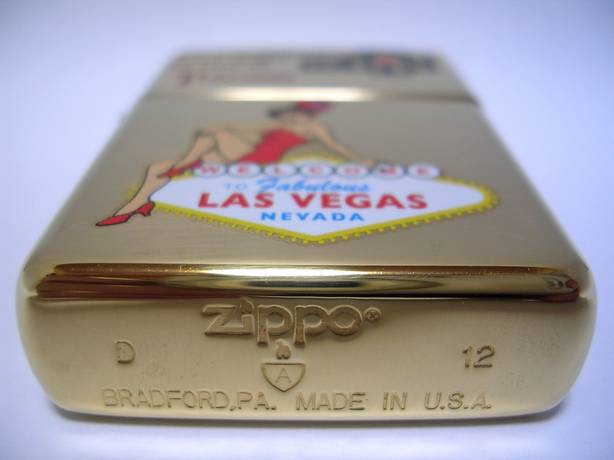 WELCOME
TO Fabulous
LAS VEGAS
NEVADA
zippo®
D 12
A
BRADFORD,PA. MADE IN U.S.A.